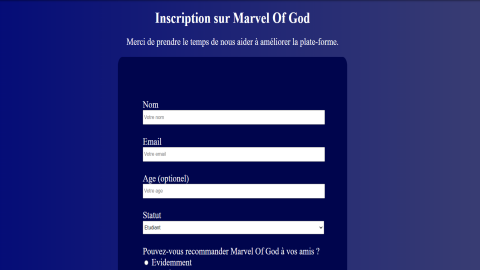 Inscription sur Marvel Of God
Merci de prendre le temps de nous aider à améliorer la plate-forme.
Nom
Votre nom
Email
Votre email
Age (optionel)
Votre age
Statut
Etudiant
Pouvez-vous recommander Marvel Of God à vos amis ?
Evidemment